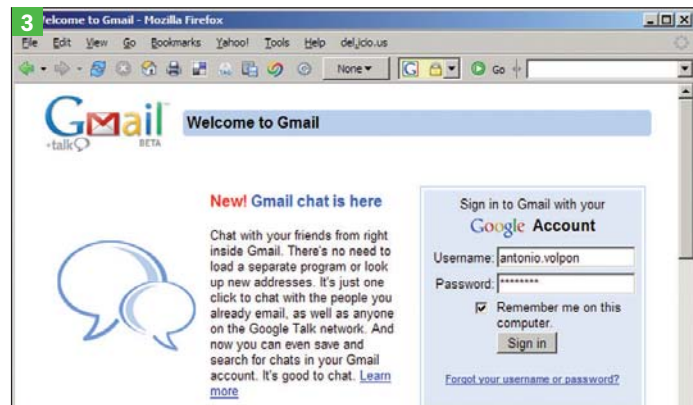 3
elcome to Gmail - Mozilla Firefox
File Edit View Go Bookmarks Yahoo! Tools Help del.icio.us
None G Go
Gmail™
+talk BETA
Welcome to Gmail
New! Gmail chat is here
Chat with your friends from right
inside Gmail. There's no need to
load a separate program or look
up new addresses. It's just one
click to chat with the people you
already email, as well as anyone
on the Google Talk network. And
now you can even save and
search for chats in your Gmail
account. It's good to chat. Learn
more
Sign in to Gmail with your
Google Account
Username: antonio.volpon
Password: ********
Remember me on this
computer.
Sign in
Forgot your username or password?